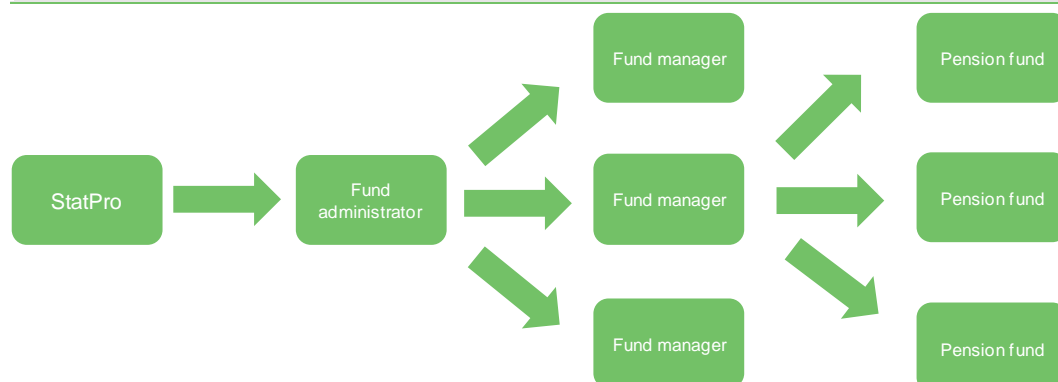 StatPro
Fund
administrator
Fund manager
Fund manager
Fund manager
Pension fund
Pension fund
Pension fund